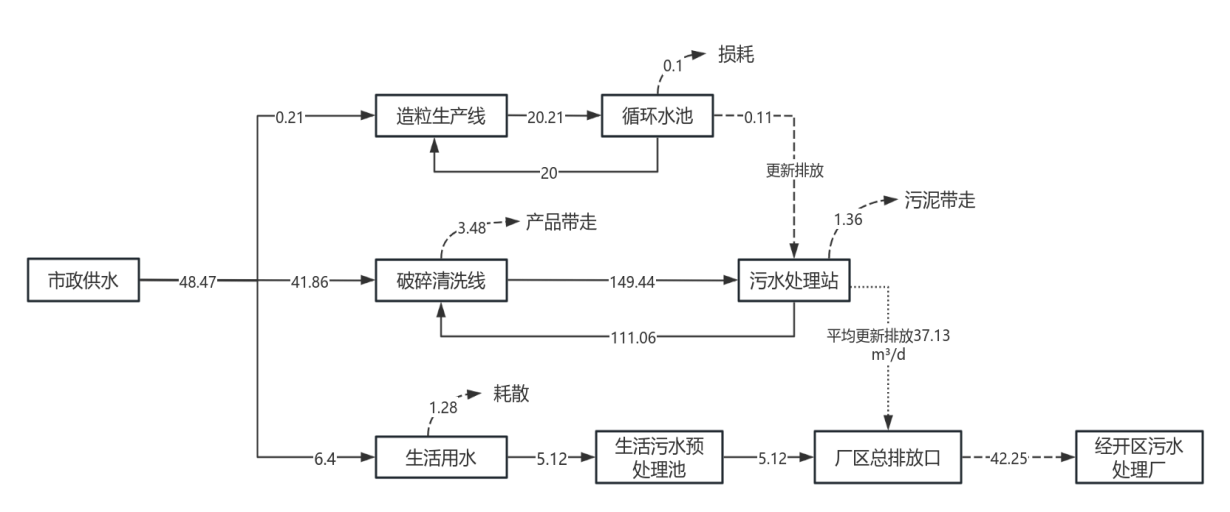 0.1
损耗
0.21
造粒生产线
20.21
循环水池
0.11
20
更新排放
3.48
产品带走
1.36
污泥带走
市政供水
48.47
41.86
破碎清洗线
149.44
污水处理站
111.06
平均更新排放37.13
m³/d
1.28
耗散
6.4
生活用水
5.12
生活污水预
处理池
5.12
厂区总排放口
42.25
经开区污水
处理厂